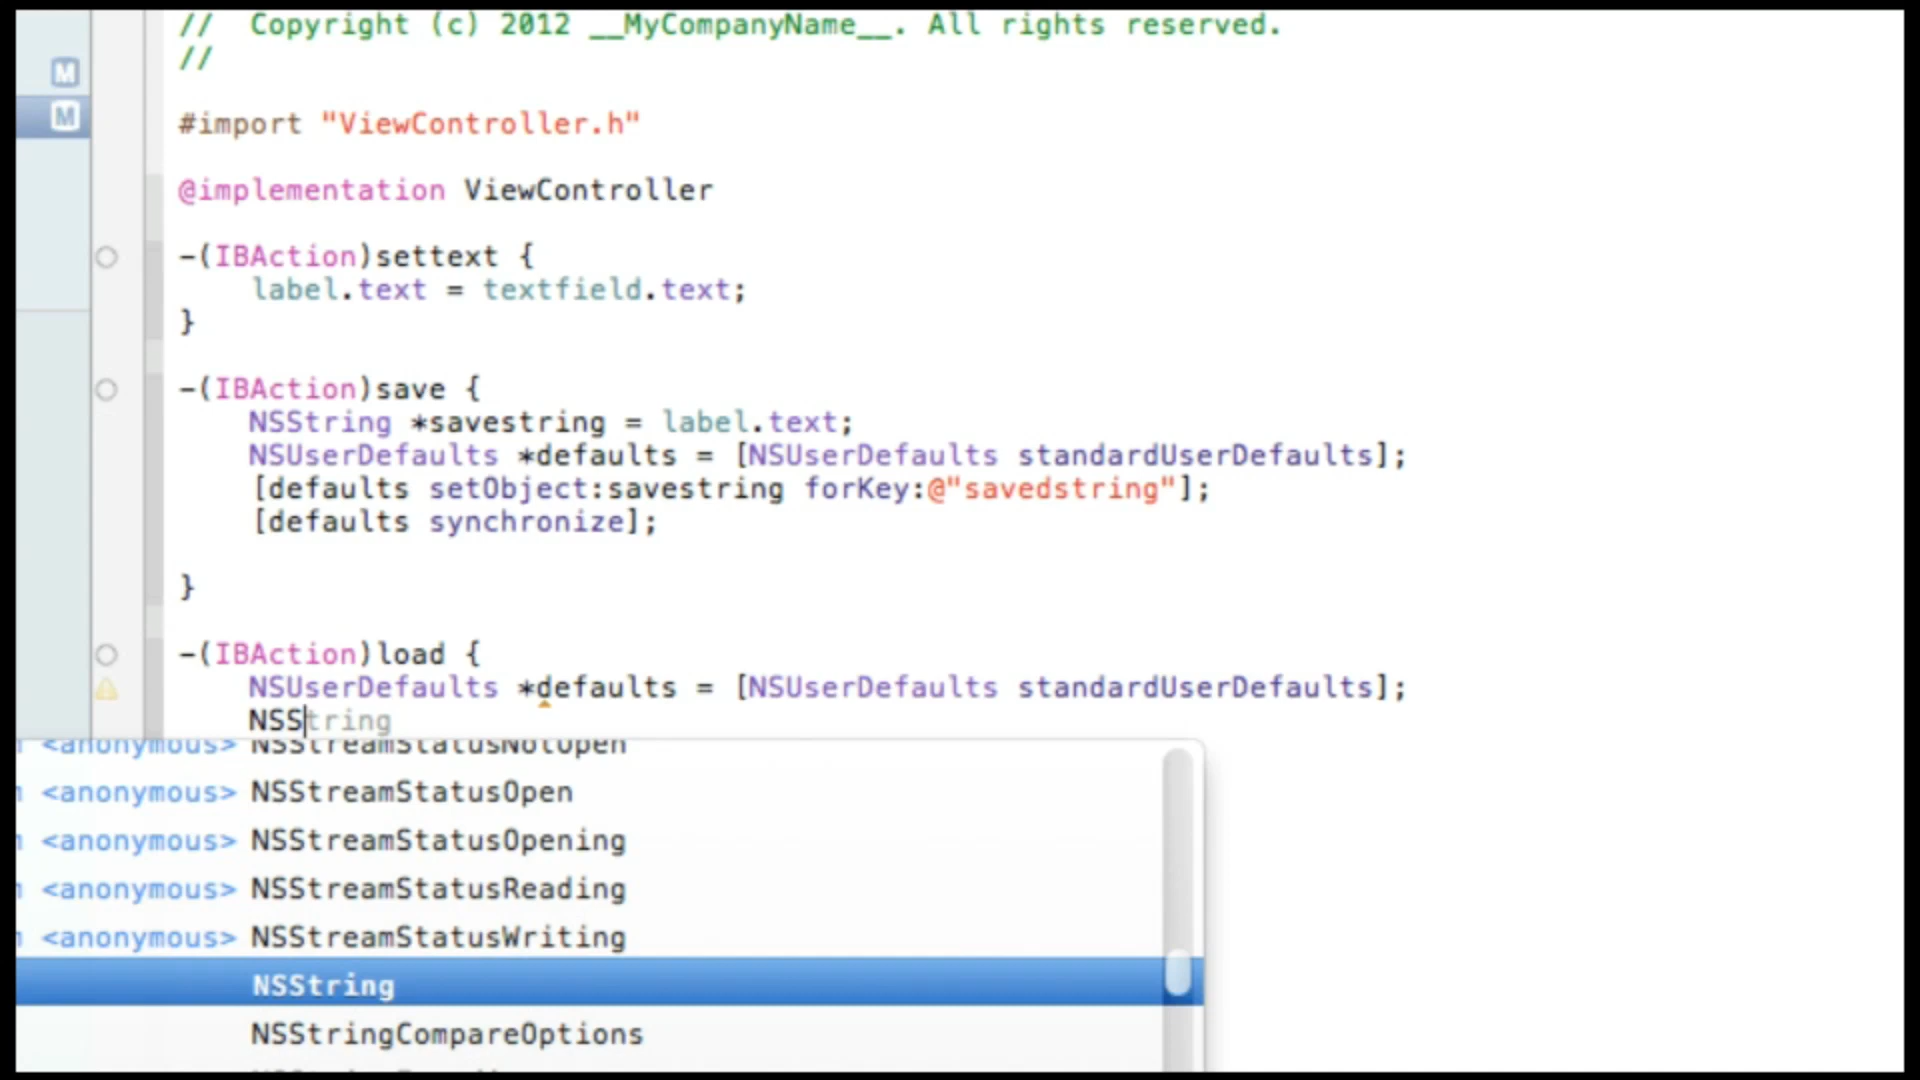 //  Copyright (c) 2012 __MyCompanyName__. All rights reserved.
//
M
M
#import "ViewController.h"
@implementation ViewController
-(IBAction)settext {
    label.text = textfield.text;
}
-(IBAction)save {
    NSString *savestring = label.text;
    NSUserDefaults *defaults = [NSUserDefaults standardUserDefaults];
    [defaults setObject:savestring forKey:@"savedstring"];
    [defaults synchronize];
}
-(IBAction)load {
    NSUserDefaults *defaults = [NSUserDefaults standardUserDefaults];
    NSString
<anonymous> NSStreamStatusNotOpen
<anonymous> NSStreamStatusOpen
<anonymous> NSStreamStatusOpening
<anonymous> NSStreamStatusReading
<anonymous> NSStreamStatusWriting
NSString
NSStringCompareOptions